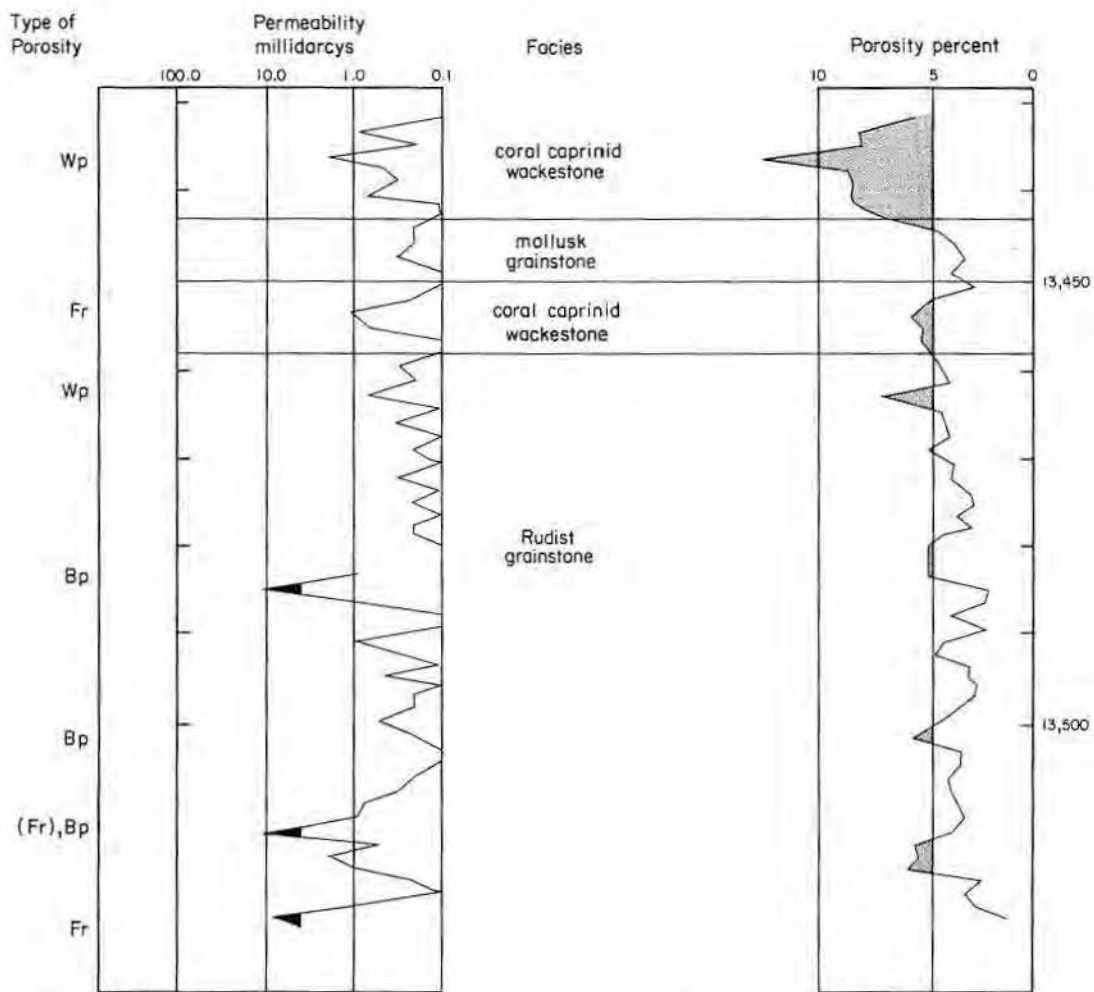 Type of
Porosity
Permeability
millidarcys
Facies
Porosity percent
100.0 10.0 1.0 0.1
10 5 0
Wp
coral caprinid
wackestone
mollusk
grainstone
13,450
Fr
coral caprinid
wackestone
Wp
Rudist
grainstone
Bp
13,500
Bp
(Fr),Bp
Fr